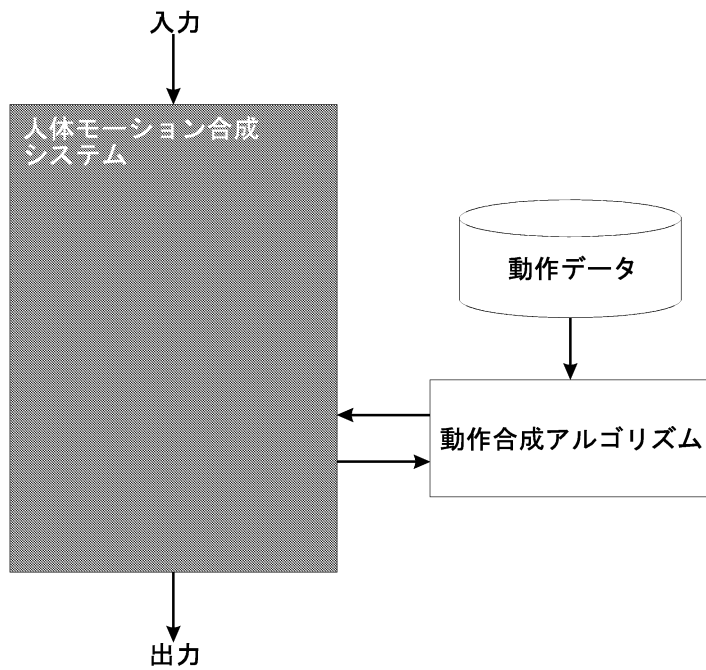 入力
人体モーション合成
システム
動作データ
動作合成アルゴリズム
出力